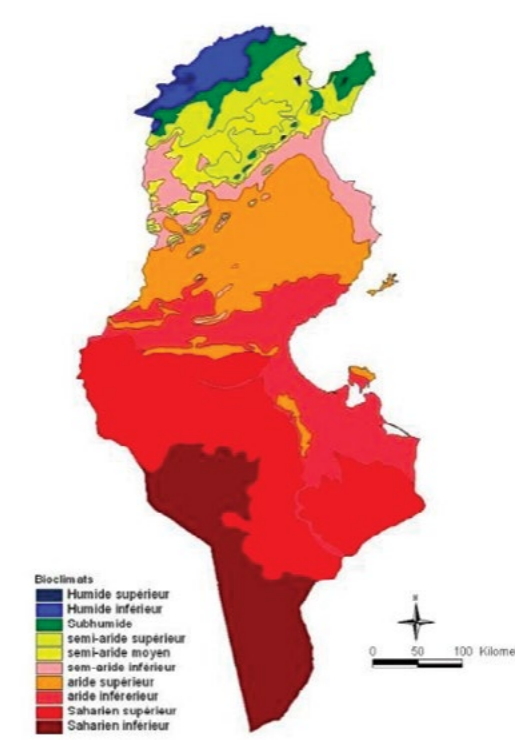 Bioclimats
Humide supérieur
Humide inférieur
Subhumide
semi-aride supérieur
semi-aride moyen
sem-aride inférieur
aride supérieur
aride infererieur
Saharien supérieur
Saharien inférieur
N
0 50 100 Kilome